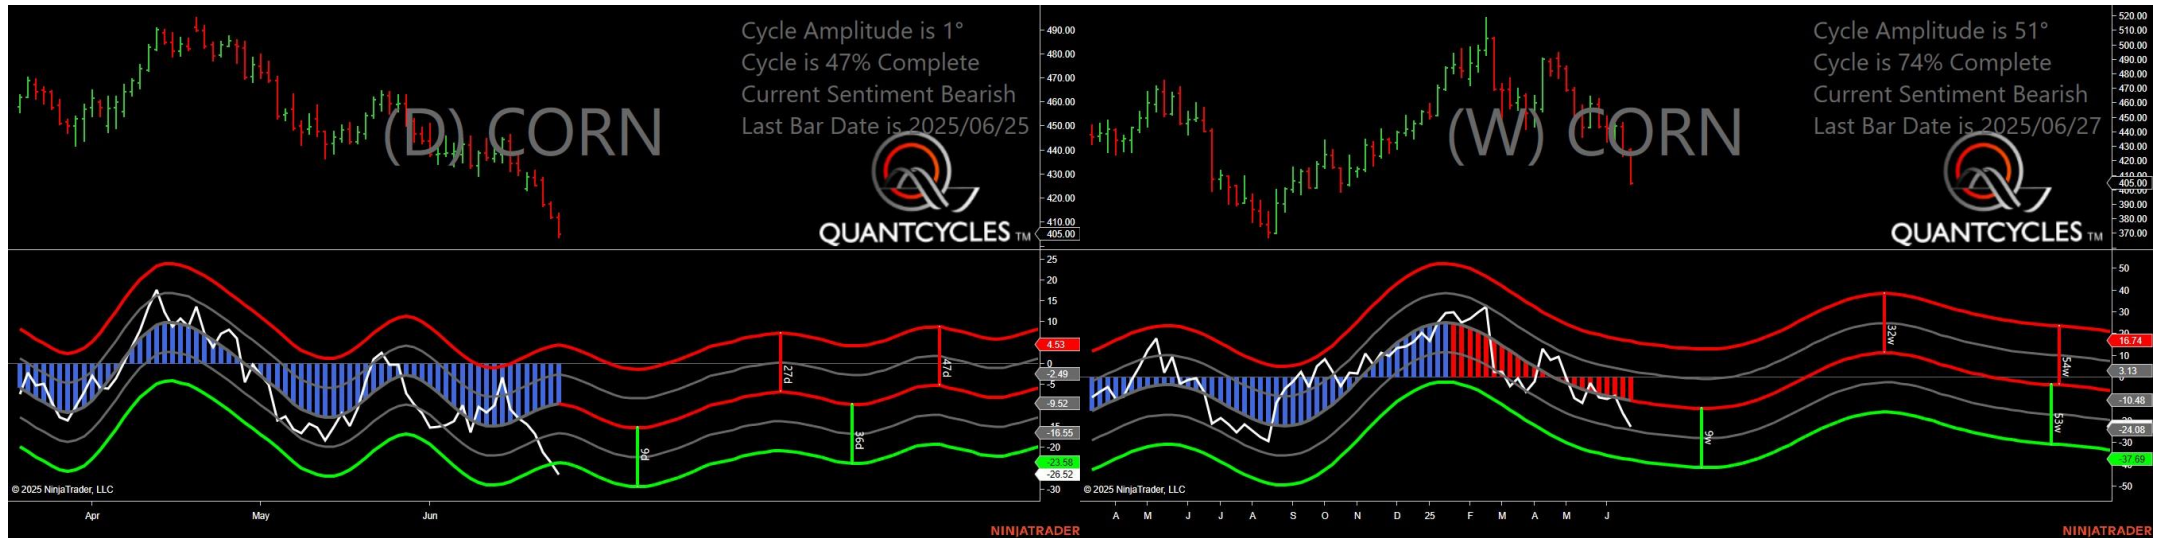 Cycle Amplitude is 1°
Cycle is 47% Complete
Current Sentiment Bearish
Last Bar Date is 2025/06/25
(D) CORN
QUANTCYCLES TM
490.00
480.00
470.00
460.00
450.00
440.00
430.00
420.00
410.00
405.00
25
20
15
10
4.53
0
-2.49
-5
-9.52
-16.55
-20
-23.58
-26.52
-30
27d
47d
9d
36d
© 2025 NinjaTrader, LLC
Apr May Jun
NINJATRADER
Cycle Amplitude is 51°
Cycle is 74% Complete
Current Sentiment Bearish
Last Bar Date is 2025/06/27
(W) CORN
QUANTCYCLES TM
520.00
510.00
500.00
490.00
480.00
470.00
460.00
450.00
440.00
430.00
420.00
405.00
390.00
380.00
370.00
50
40
30
20
16.74
10
3.13
-10.48
-24.08
-30
-37.69
-50
32w
54w
9w
53w
© 2025 NinjaTrader, LLC
A M J J A S O N D 25 F M A M J
NINJATRADER